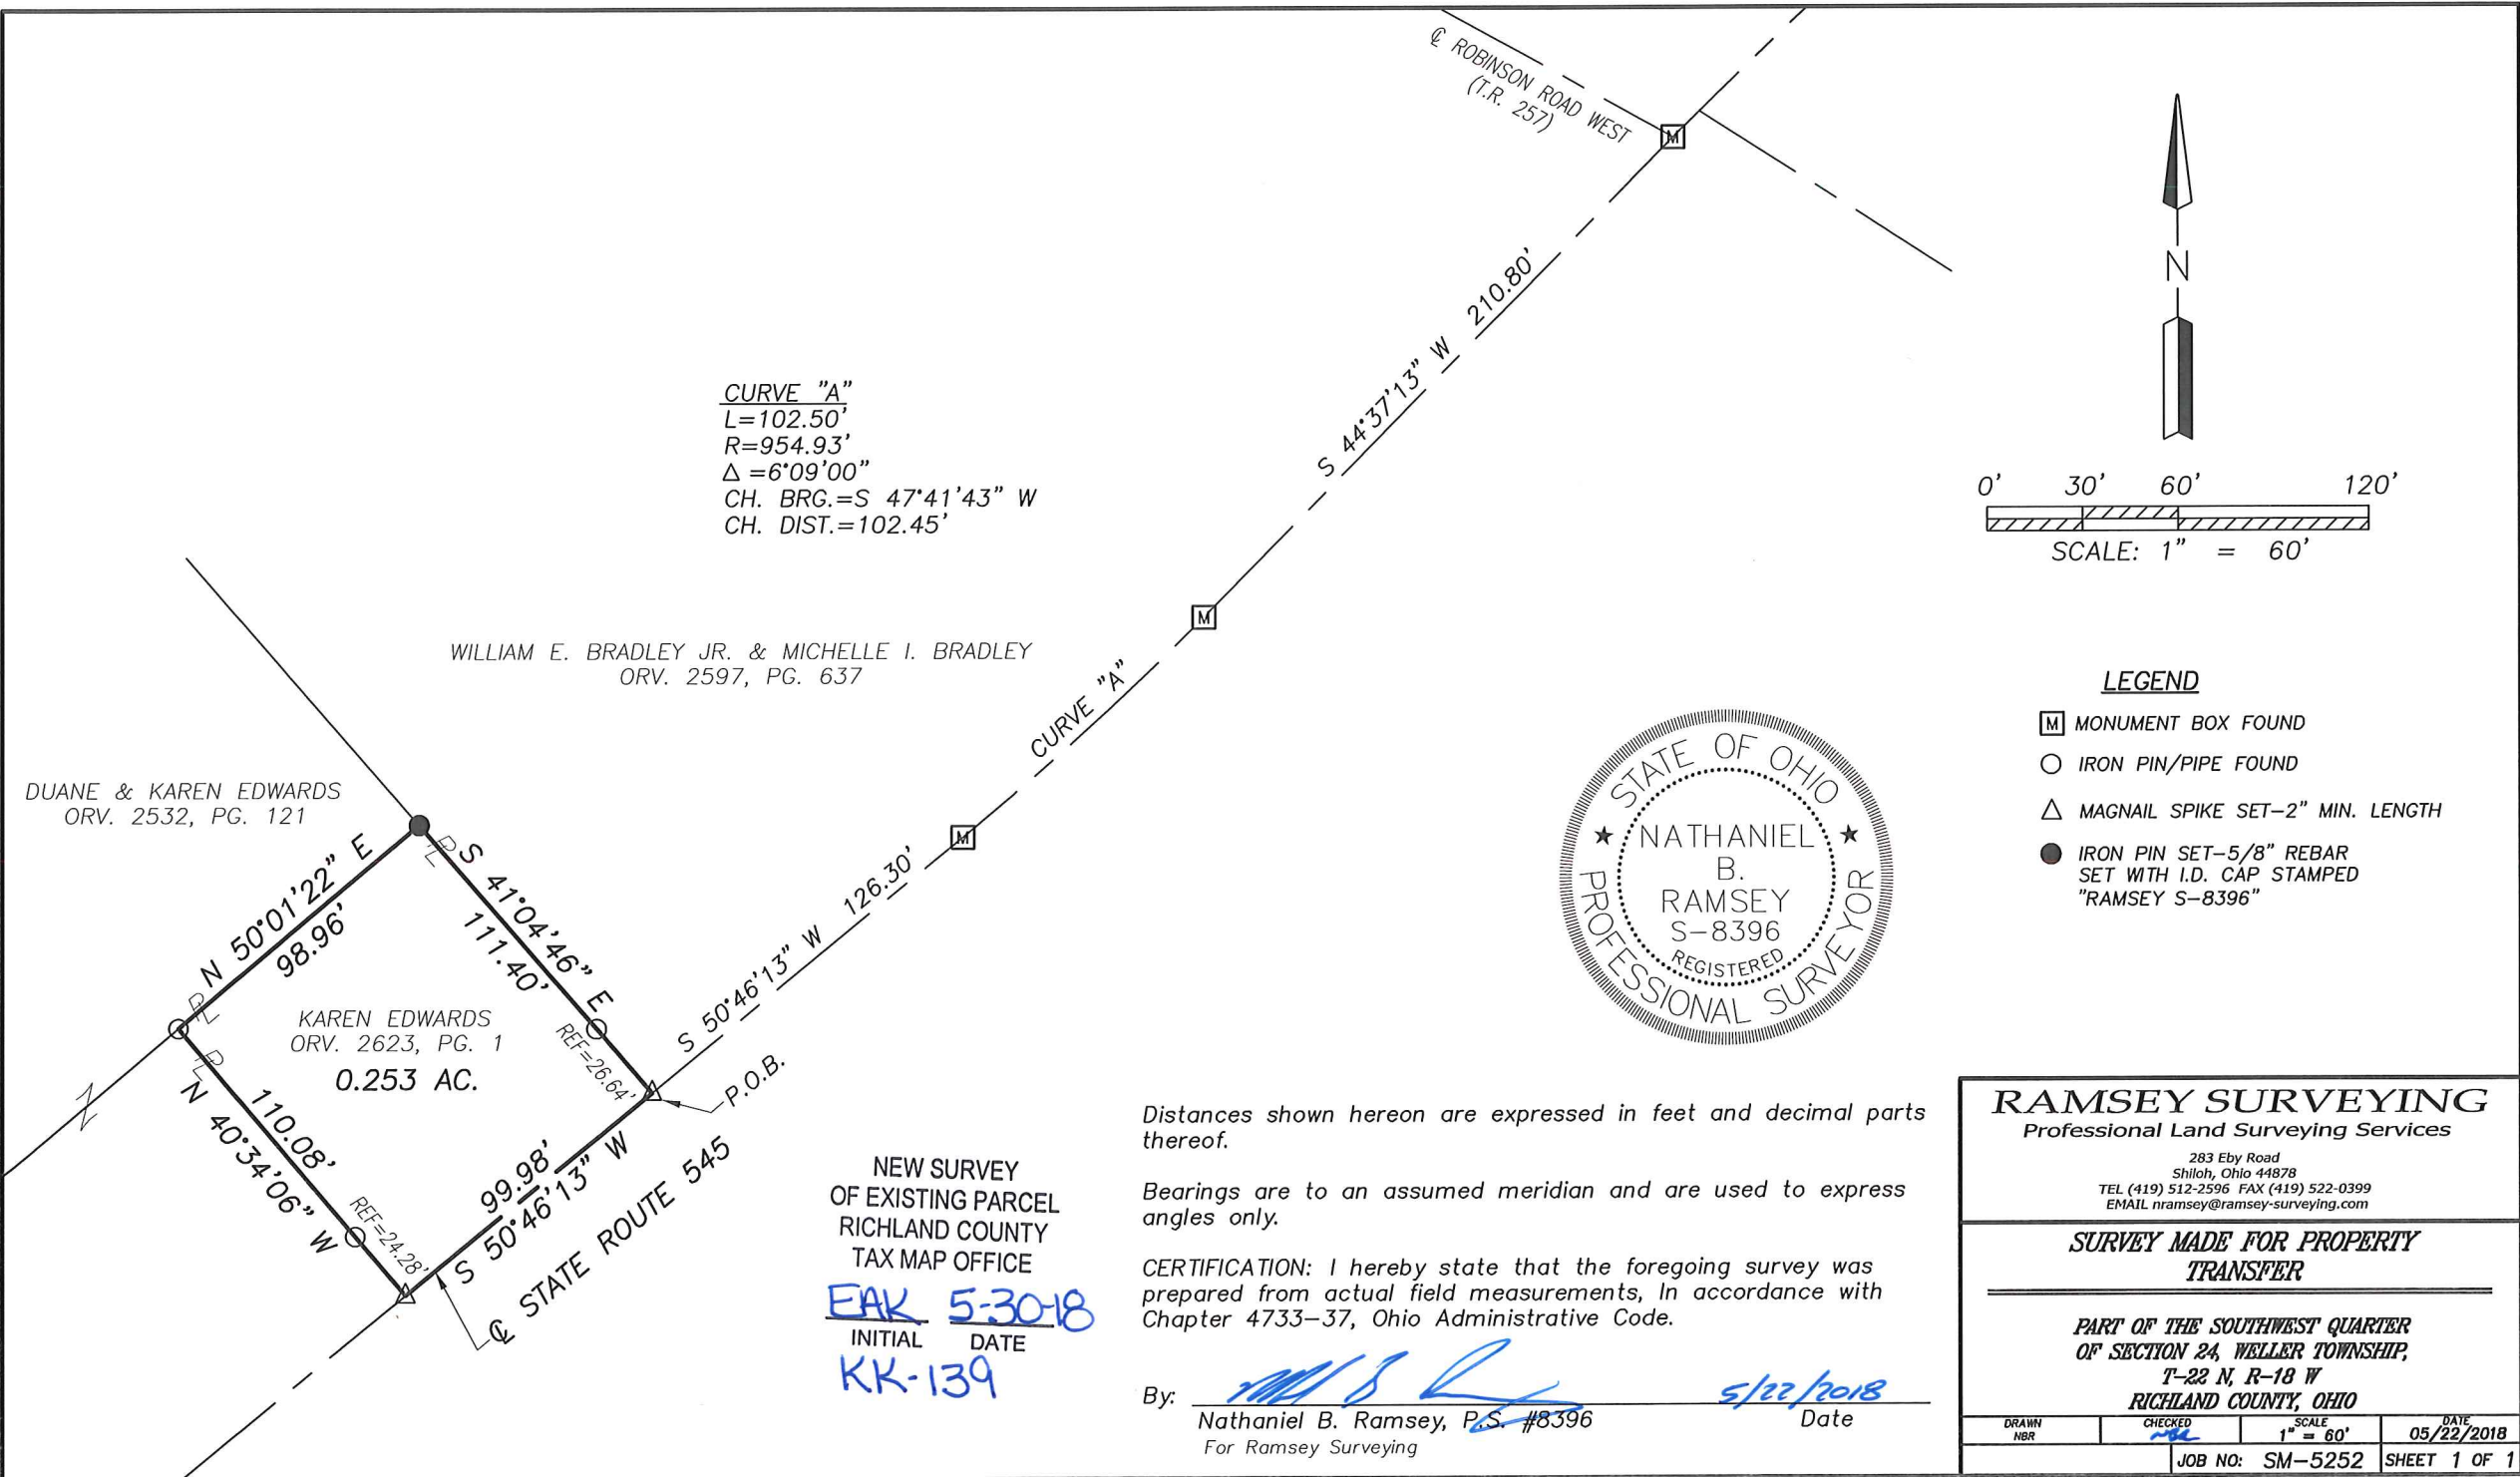 ℄ ROBINSON ROAD WEST
(T.R. 257)
M
N
S 44°37'13" W 210.80'
0' 30' 60' 120'
SCALE: 1" = 60'
CURVE "A"
L=102.50'
R=954.93'
Δ =6°09'00"
CH. BRG.=S 47°41'43" W
CH. DIST.=102.45'
M
WILLIAM E. BRADLEY JR. & MICHELLE I. BRADLEY
ORV. 2597, PG. 637
CURVE "A"
M
LEGEND
M MONUMENT BOX FOUND
IRON PIN/PIPE FOUND
MAGNAIL SPIKE SET-2" MIN. LENGTH
IRON PIN SET-5/8" REBAR
SET WITH I.D. CAP STAMPED
"RAMSEY S-8396"
DUANE & KAREN EDWARDS
ORV. 2532, PG. 121
N 50°01'22" E
98.96'
PL
S 41°04'46" E
111.40'
PL
PL
S 50°46'13" W 126.30'
STATE OF OHIO
NATHANIEL
B.
RAMSEY
S-8396
REGISTERED
PROFESSIONAL SURVEYOR
KAREN EDWARDS
ORV. 2623, PG. 1
0.253 AC.
REF=26.64'
P.O.B.
110.08'
N 40°34'06" W
REF=24.28'
99.98'
S 50°46'13" W
℄ STATE ROUTE 545
NEW SURVEY
OF EXISTING PARCEL
RICHLAND COUNTY
TAX MAP OFFICE
EAK 5-30-18
INITIAL DATE
KK-139
Distances shown hereon are expressed in feet and decimal parts
thereof.
Bearings are to an assumed meridian and are used to express
angles only.
CERTIFICATION: I hereby state that the foregoing survey was
prepared from actual field measurements, In accordance with
Chapter 4733-37, Ohio Administrative Code.
By: 5/22/2018
Nathaniel B. Ramsey, P.S. #8396 Date
For Ramsey Surveying
RAMSEY SURVEYING
Professional Land Surveying Services
283 Eby Road
Shiloh, Ohio 44878
TEL (419) 512-2596 FAX (419) 522-0399
EMAIL nramsey@ramsey-surveying.com
SURVEY MADE FOR PROPERTY
TRANSFER
PART OF THE SOUTHWEST QUARTER
OF SECTION 24, WELLER TOWNSHIP,
T-22 N, R-18 W
RICHLAND COUNTY, OHIO
DRAWN CHECKED SCALE DATE
NBR NBR 1" = 60' 05/22/2018
JOB NO: SM-5252 SHEET 1 OF 1